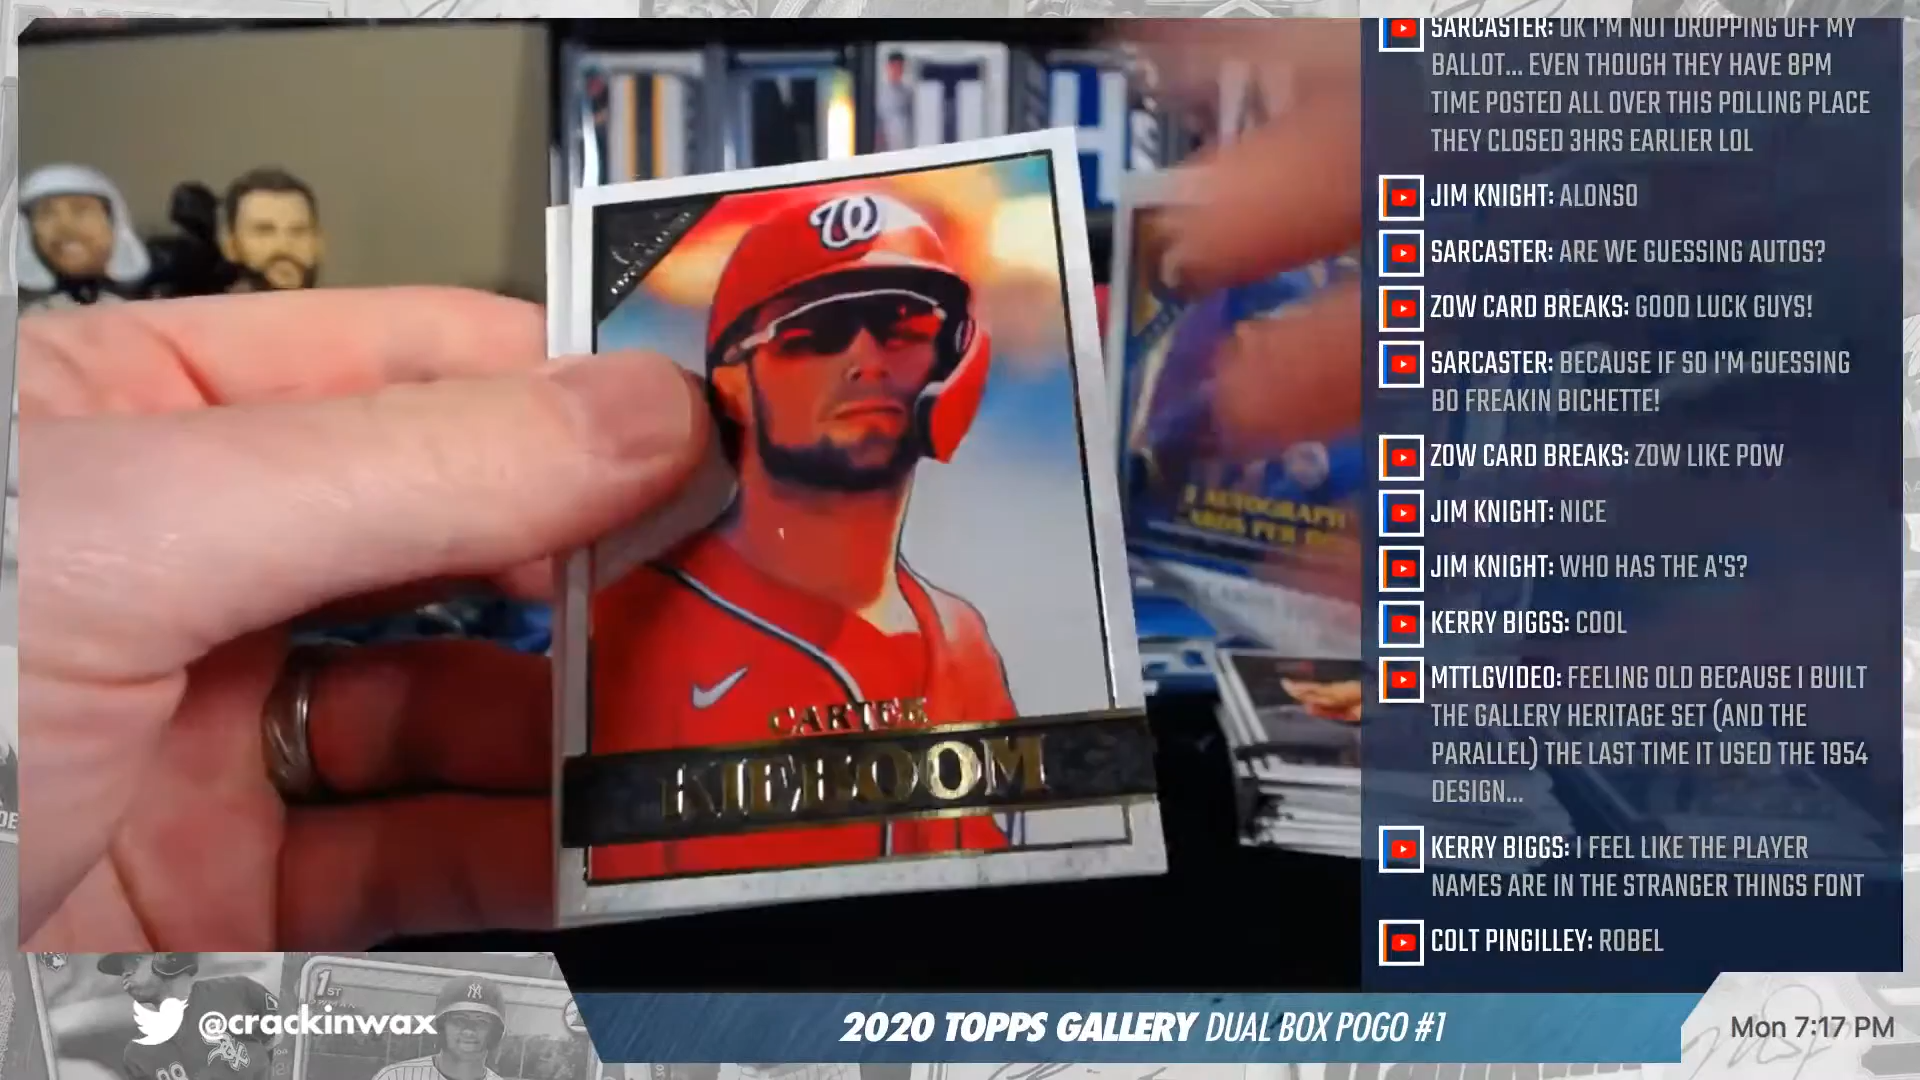 SARCASTER: OK I'M NOT DROPPING OFF MY
BALLOT... EVEN THOUGH THEY HAVE 8PM
TIME POSTED ALL OVER THIS POLLING PLACE
THEY CLOSED 3HRS EARLIER LOL
JIM KNIGHT: ALONSO
SARCASTER: ARE WE GUESSING AUTOS?
ZOW CARD BREAKS: GOOD LUCK GUYS!
SARCASTER: BECAUSE IF SO I'M GUESSING
BO FREAKIN BICHETTE!
ZOW CARD BREAKS: ZOW LIKE POW
JIM KNIGHT: NICE
JIM KNIGHT: WHO HAS THE A'S?
KERRY BIGGS: COOL
MTTLGVIDEO: FEELING OLD BECAUSE I BUILT
THE GALLERY HERITAGE SET (AND THE
PARALLEL) THE LAST TIME IT USED THE 1954
DESIGN...
KERRY BIGGS: I FEEL LIKE THE PLAYER
NAMES ARE IN THE STRANGER THINGS FONT
COLT PINGILLEY: ROBEL
W
CARTER
KIEBOOM
AUTOGRAPH
1ST
@crackinwax
2020 TOPPS GALLERY DUAL BOX POGO #1
Mon 7:17 PM